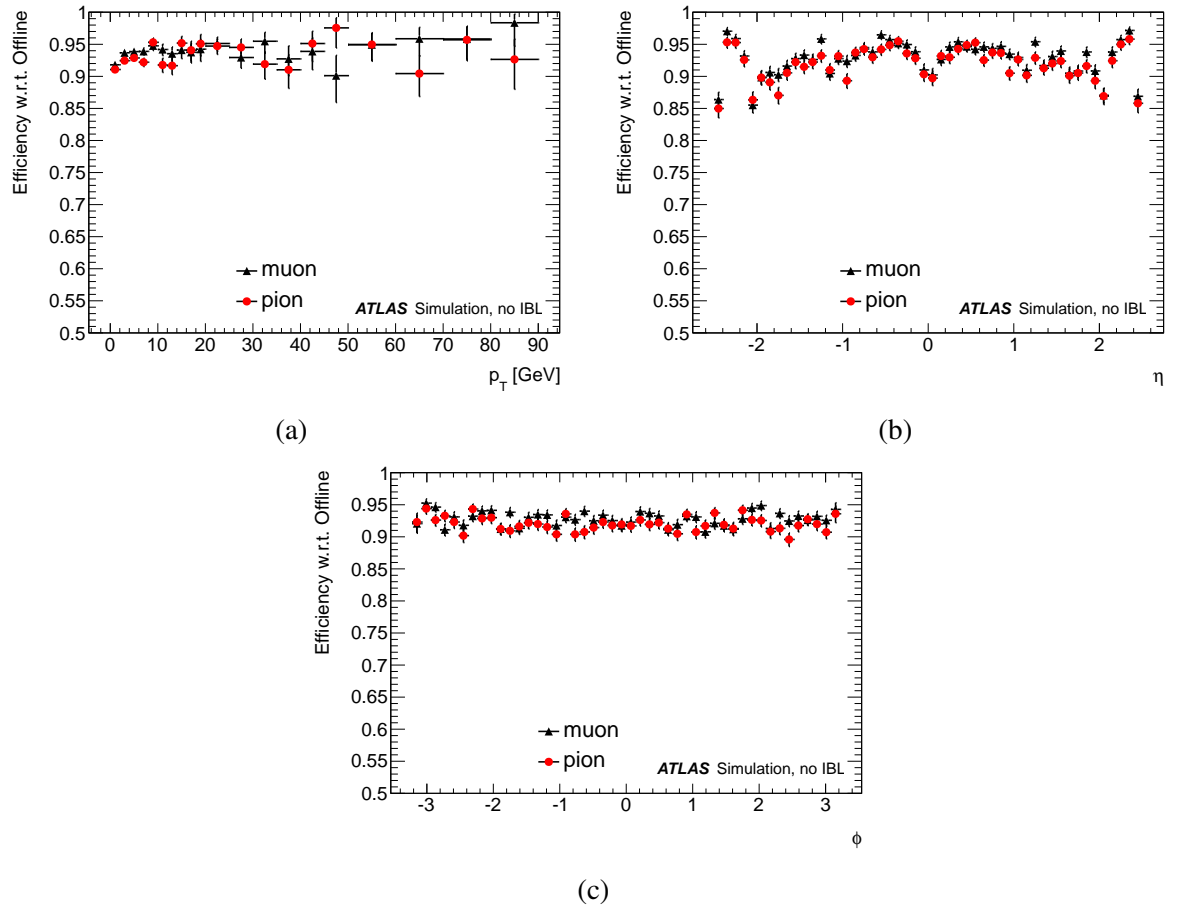 Efficiency w.r.t. Offline
1
0.95
0.9
0.85
0.8
0.75
0.7
0.65
0.6
0.55
0.5
muon
pion
ATLAS Simulation, no IBL
0 10 20 30 40 50 60 70 80 90
p_T [GeV]
(a)
Efficiency w.r.t. Offline
1
0.95
0.9
0.85
0.8
0.75
0.7
0.65
0.6
0.55
0.5
muon
pion
ATLAS Simulation, no IBL
-2 -1 0 1 2
η
(b)
Efficiency w.r.t. Offline
1
0.95
0.9
0.85
0.8
0.75
0.7
0.65
0.6
0.55
0.5
muon
pion
ATLAS Simulation, no IBL
-3 -2 -1 0 1 2 3
ϕ
(c)